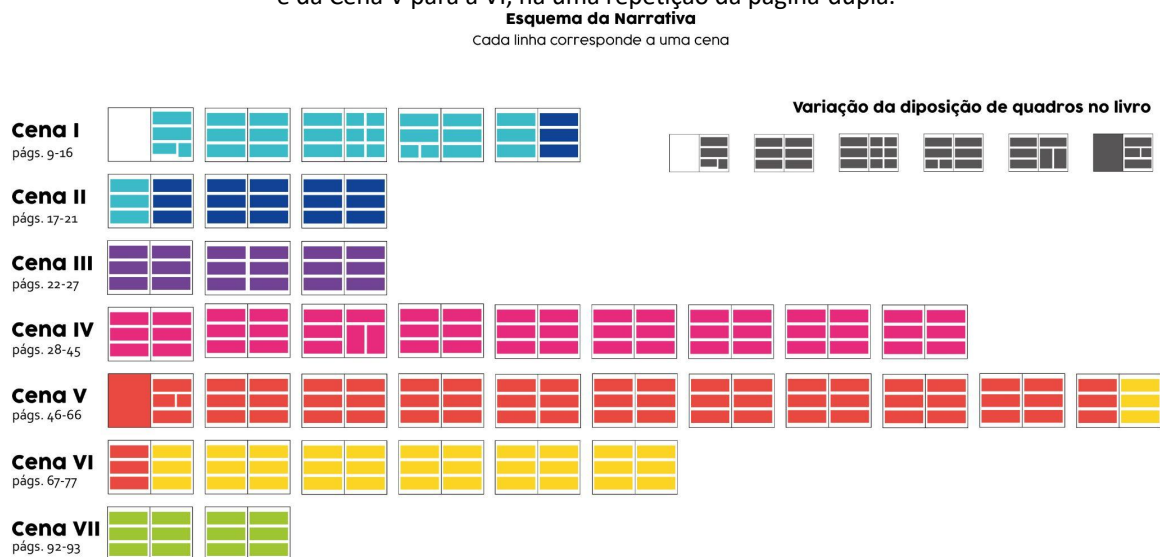 e da Cena V para a VI, há uma repetição da página-dupla.
Esquema da Narrativa
Cada linha corresponde a uma cena
Variação da diposição de quadros no livro
Cena I
págs. 9-16
Cena II
págs. 17-21
Cena III
págs. 22-27
Cena IV
págs. 28-45
Cena V
págs. 46-66
Cena VI
págs. 67-77
Cena VII
págs. 92-93